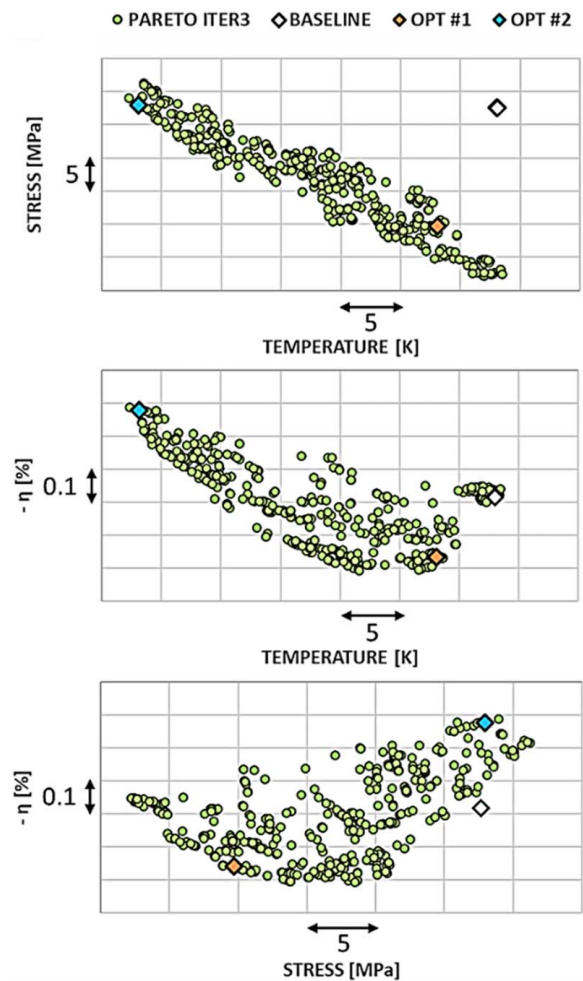 PARETO ITER3 BASELINE OPT #1 OPT #2
STRESS [MPa]
5
5
TEMPERATURE [K]
- η [%]
0.1
5
TEMPERATURE [K]
- η [%]
0.1
5
STRESS [MPa]